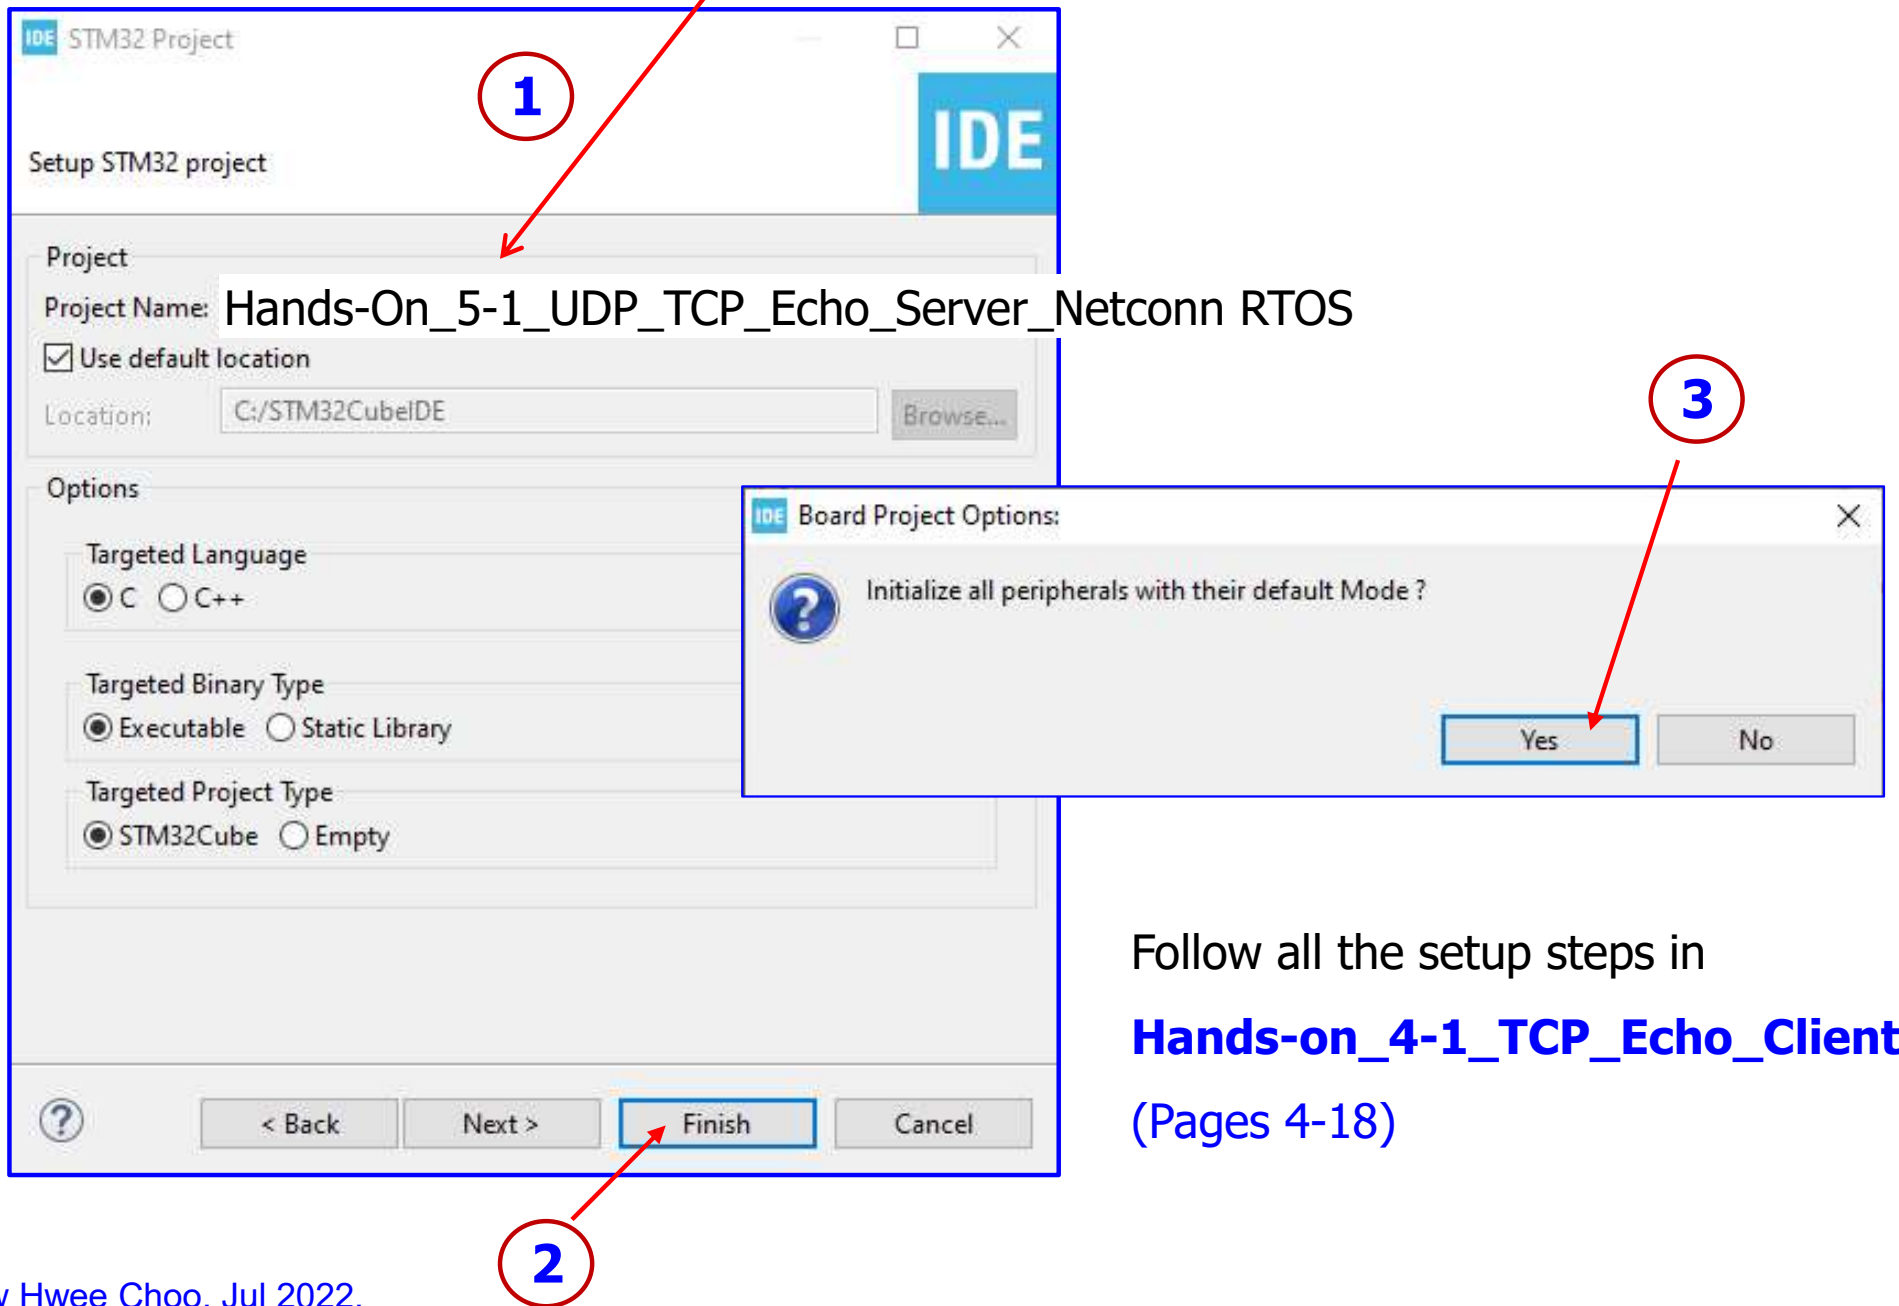 IDE STM32 Project
1
IDE
Setup STM32 project
Project
Project Name: Hands-On_5-1_UDP_TCP_Echo_Server_Netconn RTOS
Use default location
Location: C:/STM32CubeIDE Browse...
3
Options
IDE Board Project Options:
Targeted Language
C C++
Initialize all peripherals with their default Mode ?
Targeted Binary Type
Executable Static Library
Yes No
Targeted Project Type
STM32Cube Empty
Follow all the setup steps in
Hands-on_4-1_TCP_Echo_Client
(Pages 4-18)
? < Back Next > Finish Cancel
2
Hwee Choo, Jul 2022.